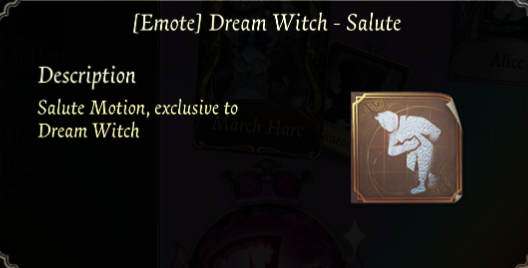 [Emote] Dream Witch - Salute
Description
Salute Motion, exclusive to
Dream Witch
March Hare
Alice